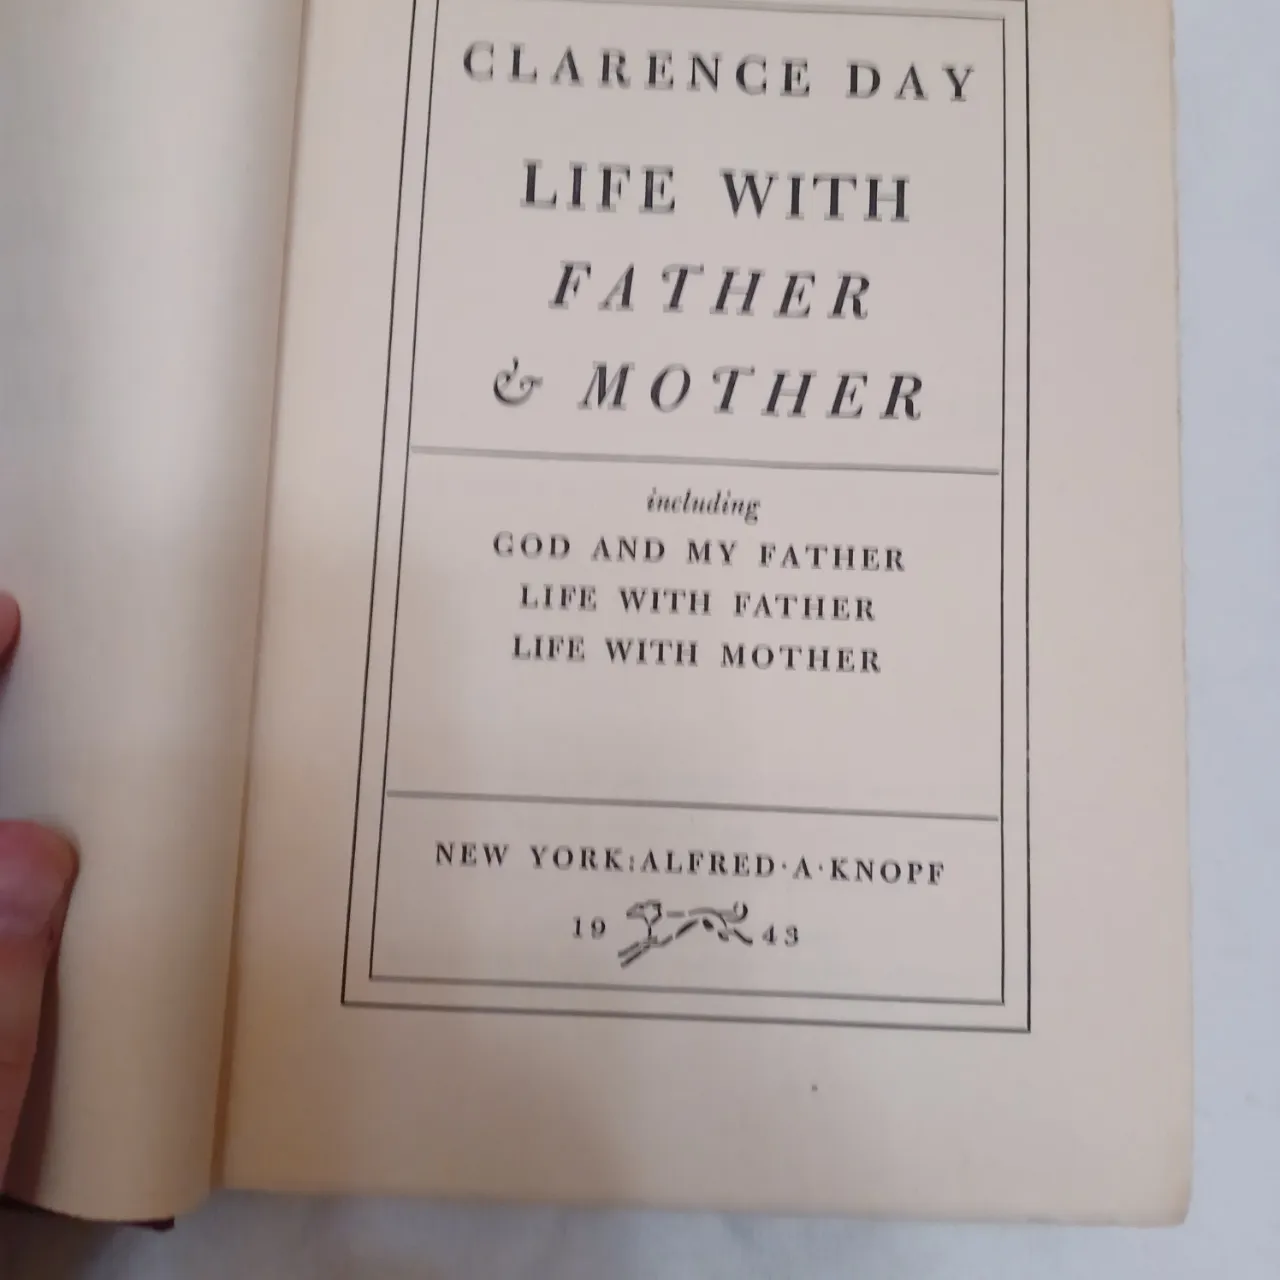 CLARENCE DAY
LIFE WITH
FATHER
& MOTHER
including
GOD AND MY FATHER
LIFE WITH FATHER
LIFE WITH MOTHER
NEW YORK: ALFRED·A·KNOPF
19 43